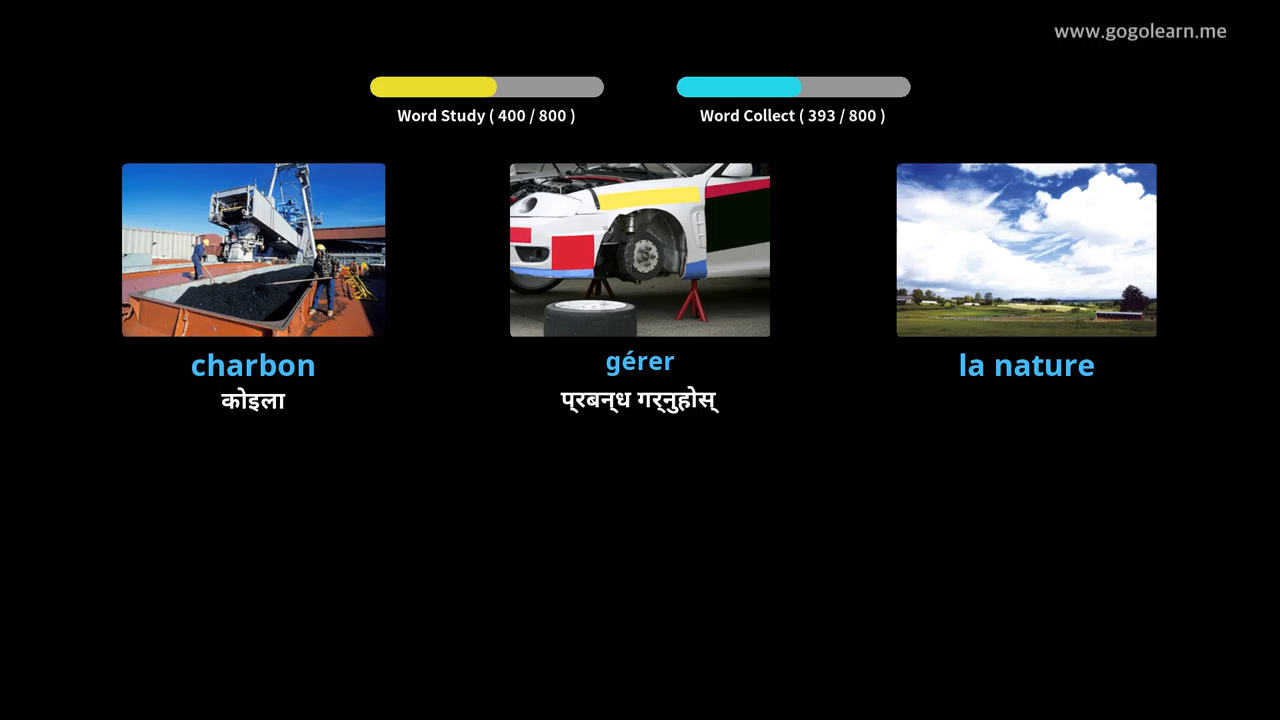 www.gogolearn.me
Word Study ( 400 / 800 )
Word Collect ( 393 / 800 )
charbon
कोइला
gérer
प्रबन्ध गर्नुहोस्
la nature